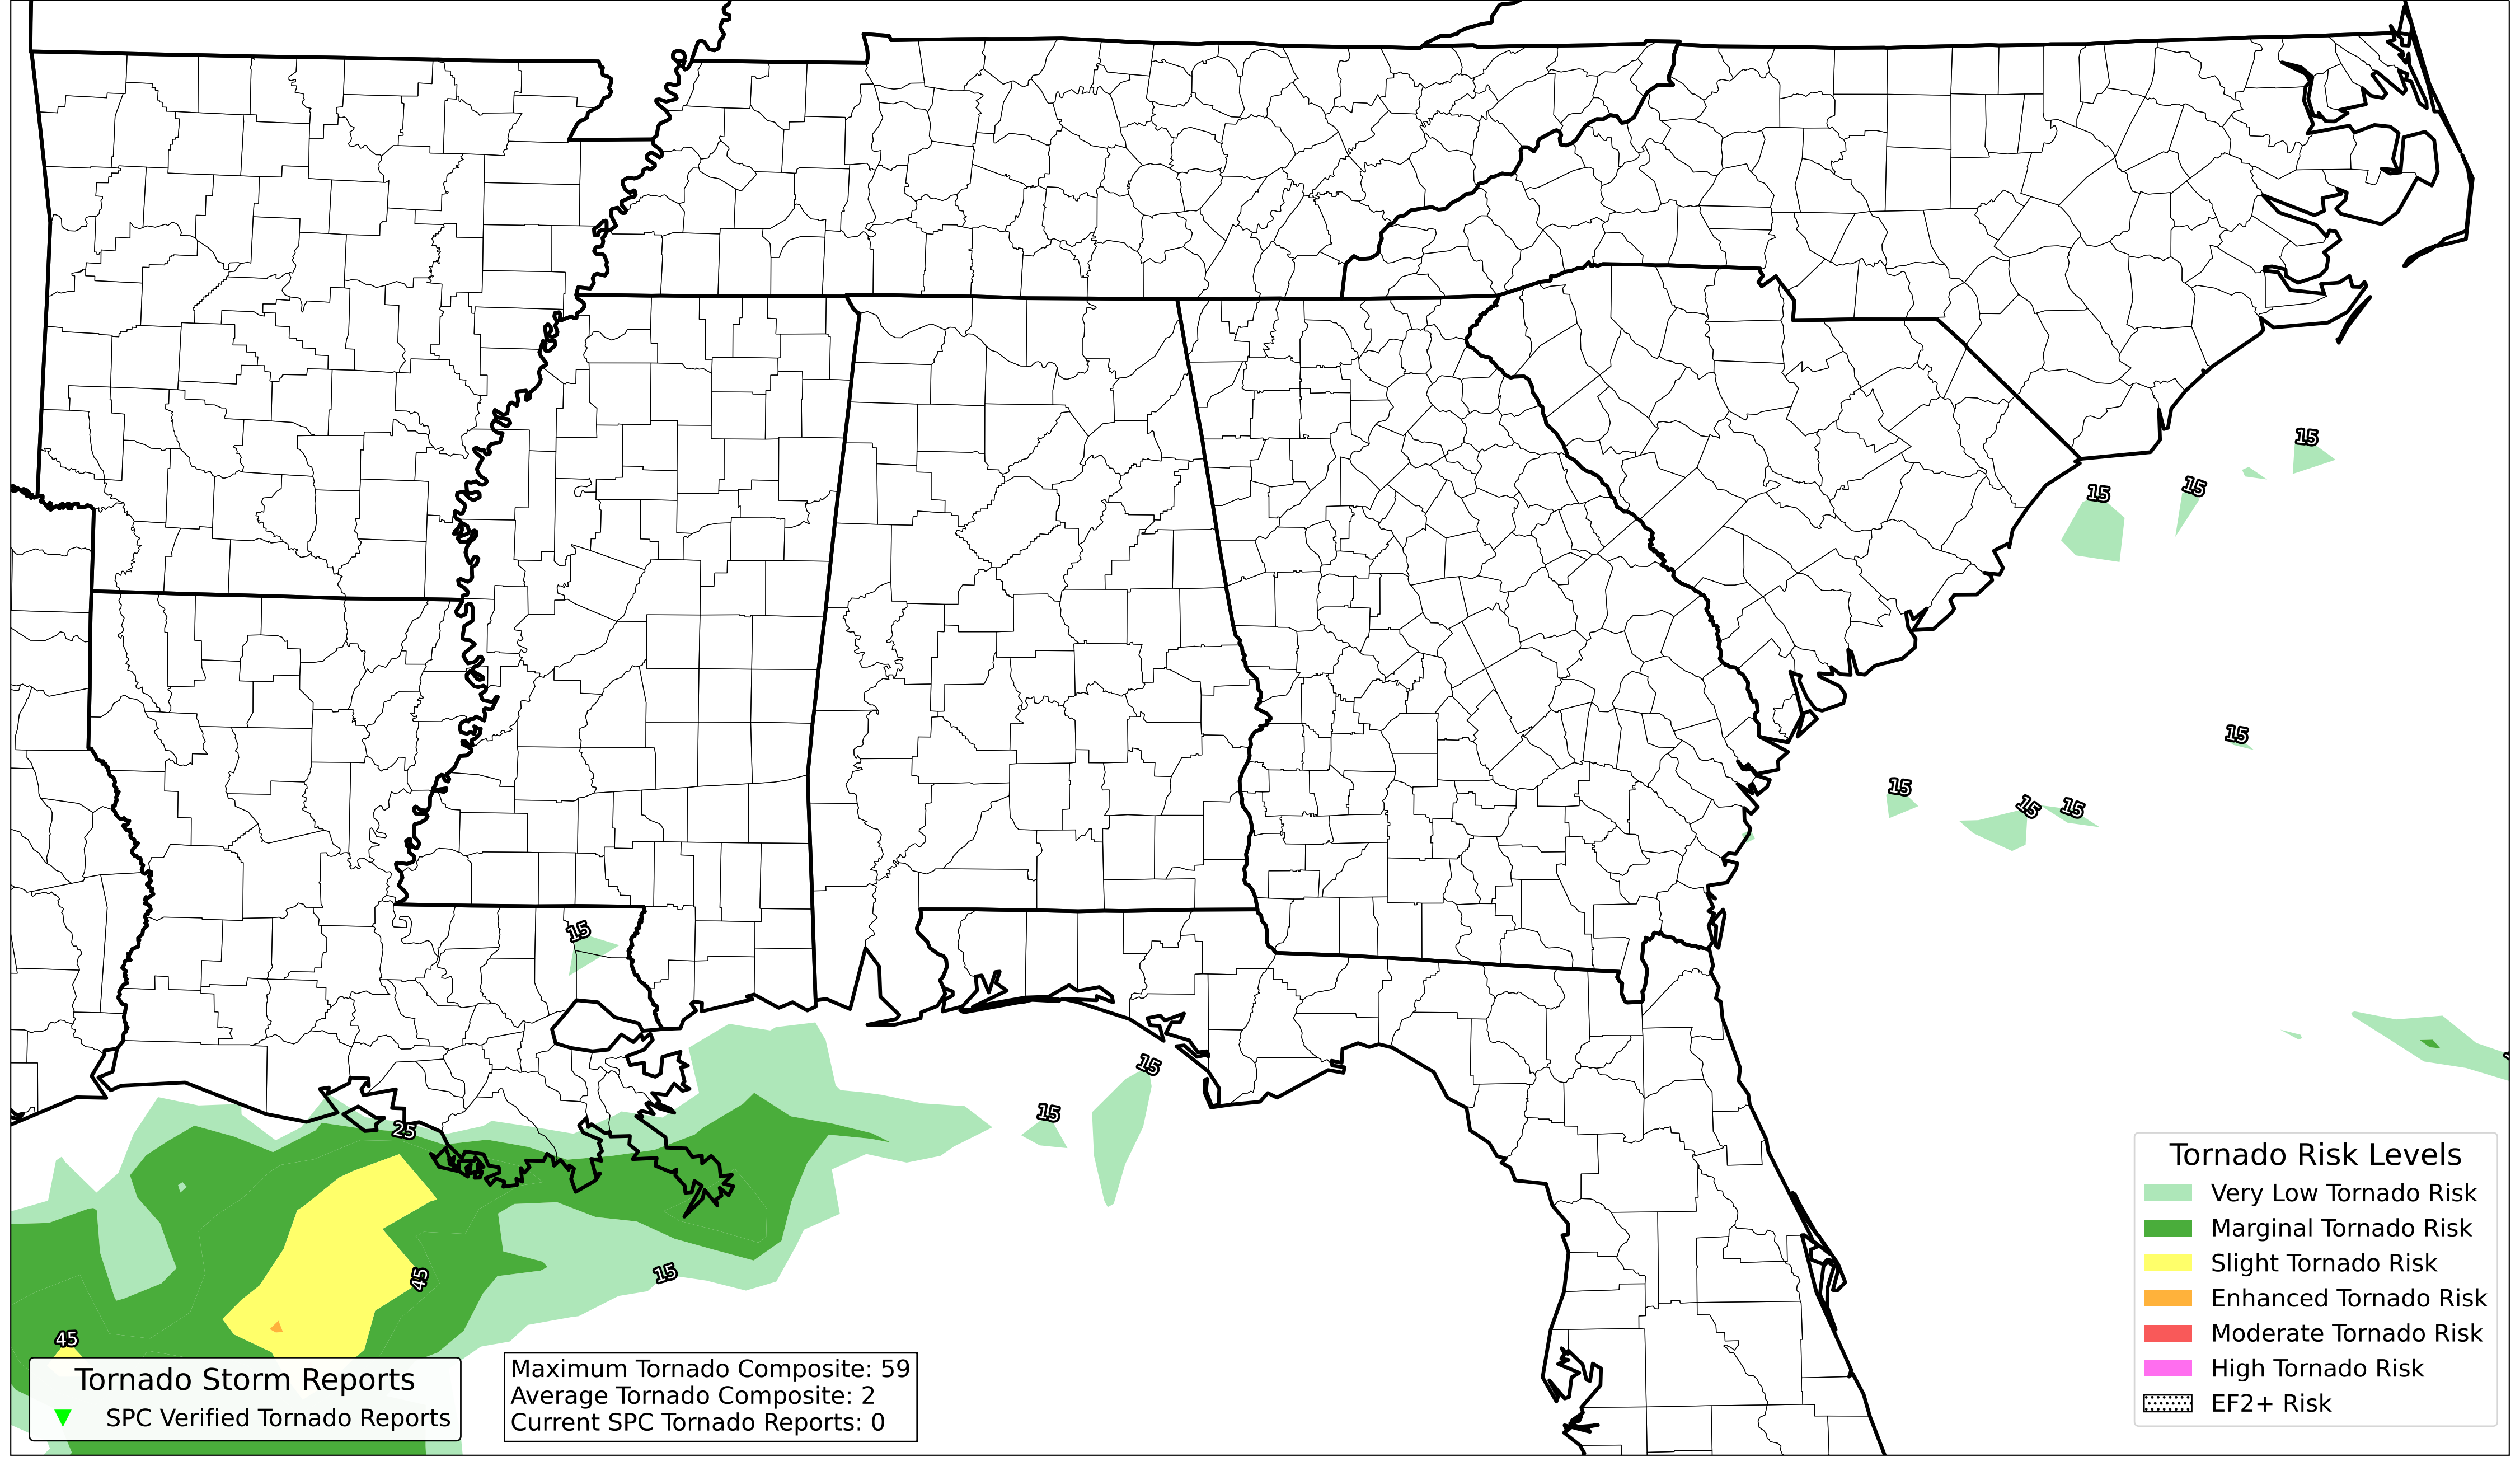 15
15
15
15
15
15
15
15
15
15
25
15
45
45
Tornado Storm Reports
SPC Verified Tornado Reports
Maximum Tornado Composite: 59
Average Tornado Composite: 2
Current SPC Tornado Reports: 0
Tornado Risk Levels
Very Low Tornado Risk
Marginal Tornado Risk
Slight Tornado Risk
Enhanced Tornado Risk
Moderate Tornado Risk
High Tornado Risk
EF2+ Risk